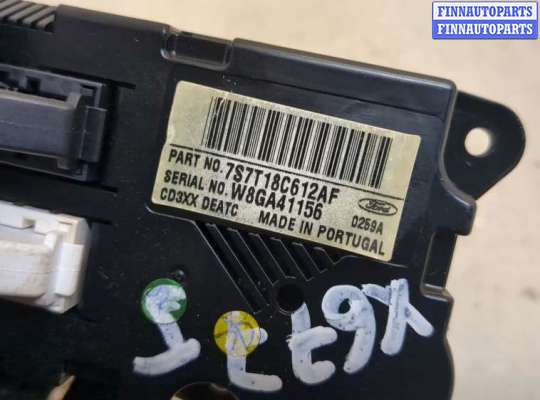 FINNAUTOPARTS
FINNAUTOPARTS
PART NO. 7S7T18C612AF
SERIAL NO. W8GA41156
CD3XX DEATC
Ford
0259A
MADE IN PORTUGAL